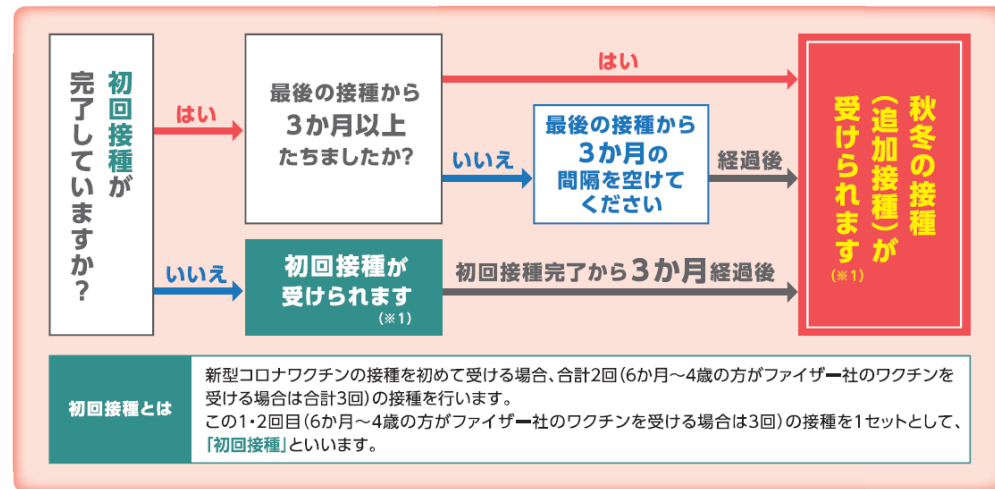 初回接種が
完了していますか？
はい
いいえ
最後の接種から
3か月以上
たちましたか？
はい
いいえ
最後の接種から
3か月の
間隔を空けて
ください
経過後
初回接種が
受けられます
(※1)
初回接種完了から3か月経過後
秋冬の接種
(追加接種)が
受けられます
(※1)
初回接種とは
新型コロナワクチンの接種を初めて受ける場合、合計2回(6か月～4歳の方がファイザー社のワクチンを
受ける場合は合計3回)の接種を行います。
この1・2回目(6か月～4歳の方がファイザー社のワクチンを受ける場合は3回)の接種を1セットとして、
「初回接種」といいます。